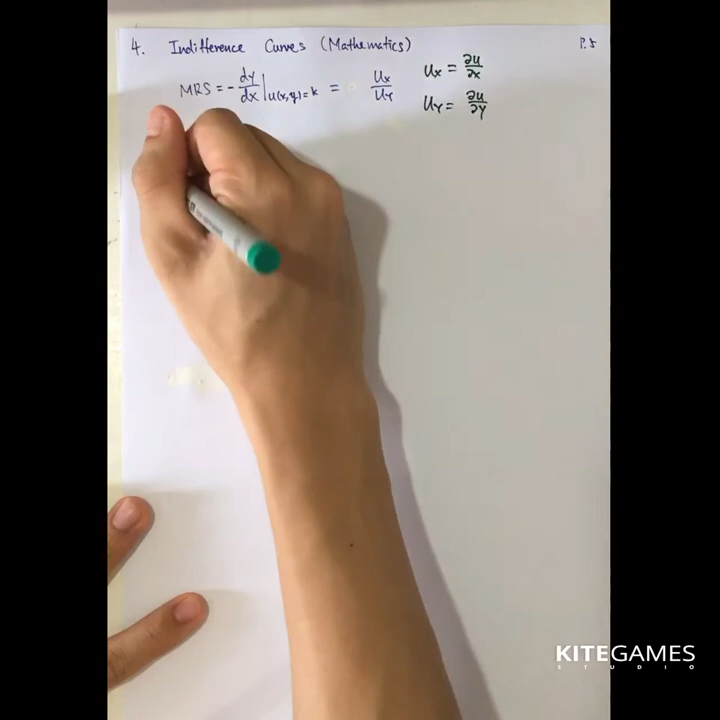 4. Indifference Curves (Mathematics) P.5
MRS = - dy/dx | u(x,y)=k = Ux/Uy
Ux = ∂u/∂x
Uy = ∂u/∂y
KITEGAMES
STUDIO